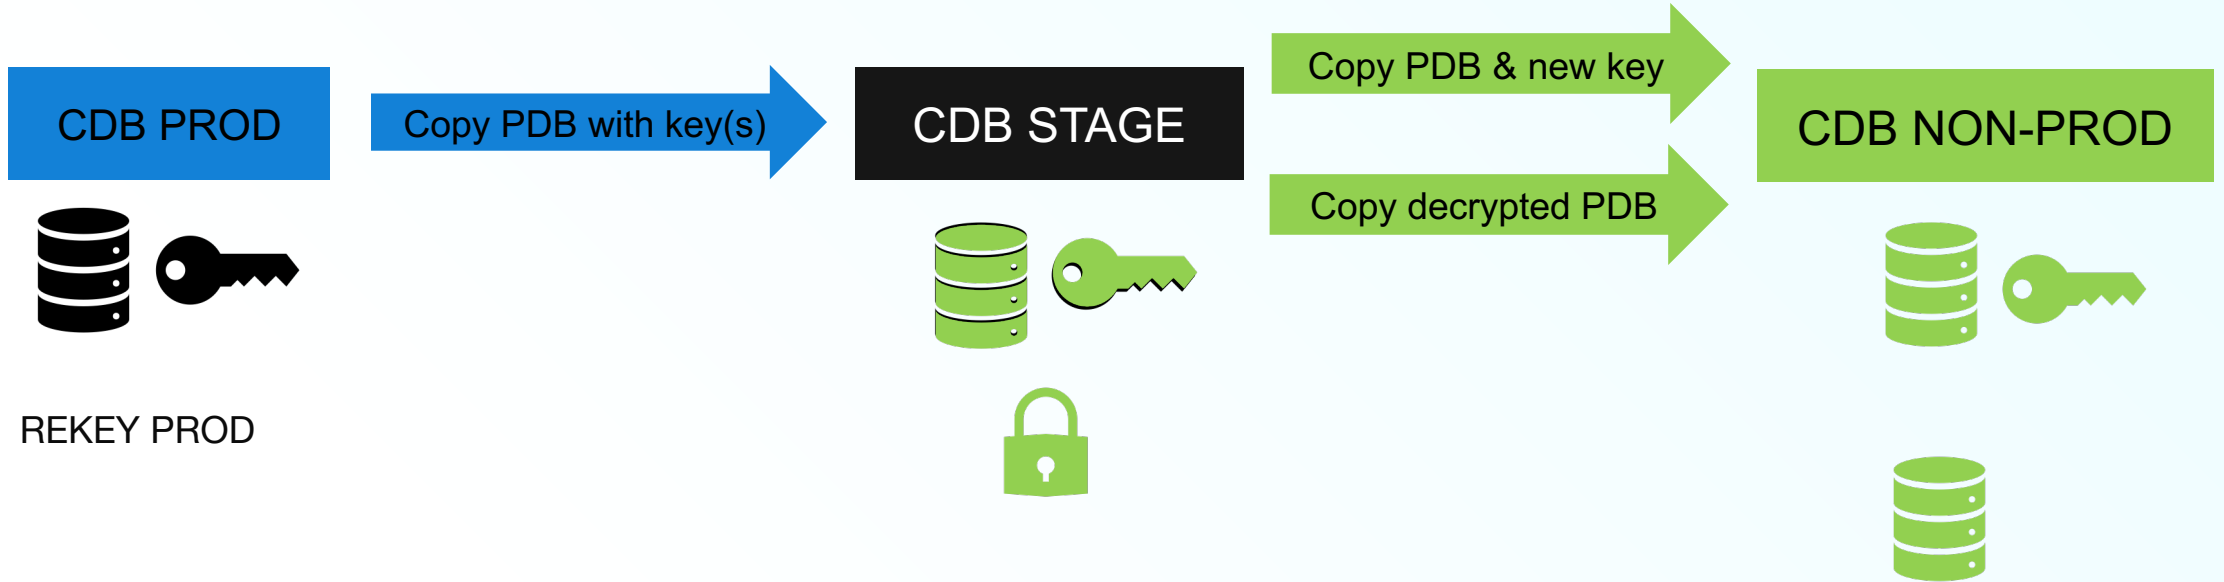 CDB PROD
Copy PDB with key(s)
CDB STAGE
Copy PDB & new key
Copy decrypted PDB
CDB NON-PROD
REKEY PROD